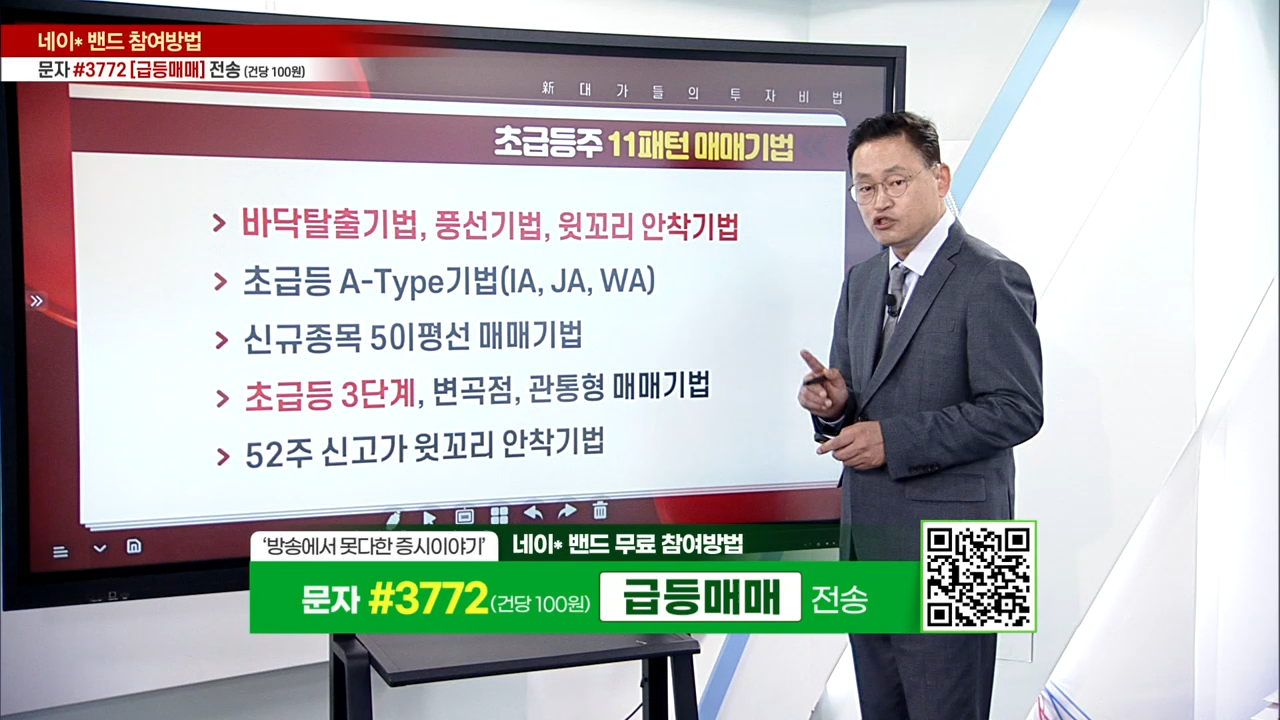 네이* 밴드 참여방법
문자 #3772 [급등매매] 전송 (건당 100원)
新 대가들의 투자비법
초급등주 11패턴 매매기법
바닥탈출기법, 풍선기법, 윗꼬리 안착기법
초급등 A-Type기법(IA, JA, WA)
신규종목 5이평선 매매기법
초급등 3단계, 변곡점, 관통형 매매기법
52주 신고가 윗꼬리 안착기법
'방송에서 못다한 증시이야기' 네이* 밴드 무료 참여방법
문자 #3772 (건당 100원) 급등매매 전송